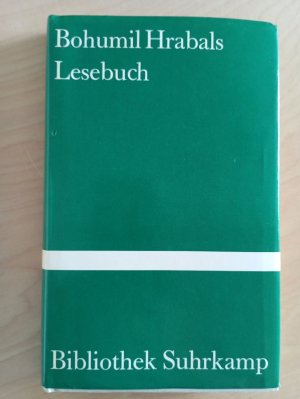 Bohumil Hrabals
Lesebuch
Bibliothek Suhrkamp